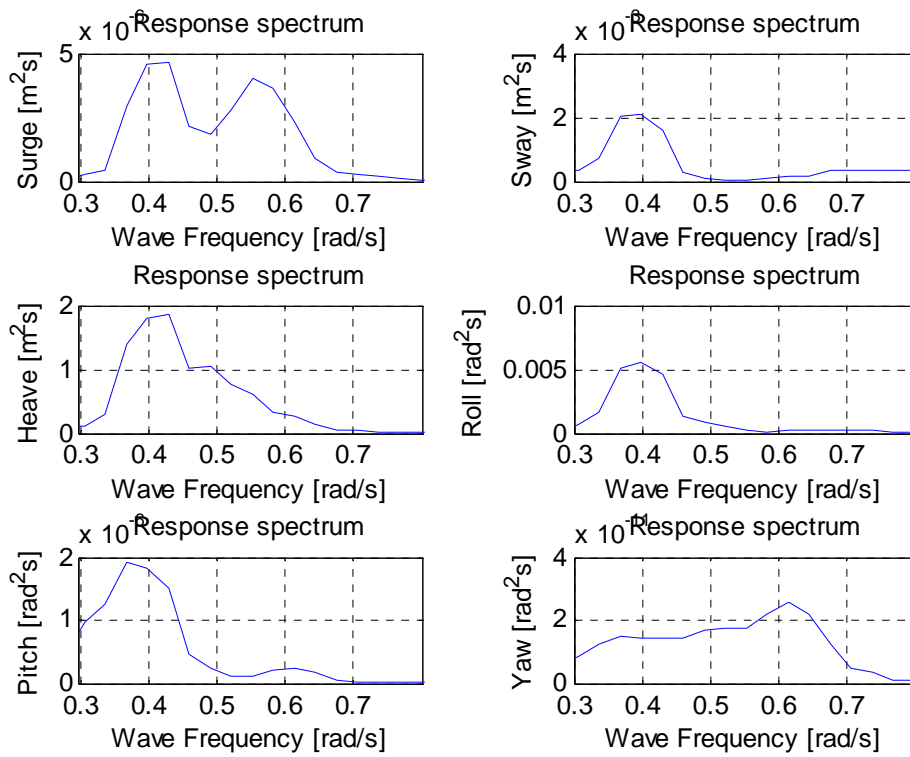 x 10
Response spectrum
5
0
0.3 0.4 0.5 0.6 0.7
Surge [m²s]
Wave Frequency [rad/s]
x 10
Response spectrum
4
2
0
0.3 0.4 0.5 0.6 0.7
Sway [m²s]
Wave Frequency [rad/s]
Response spectrum
2
1
0
0.3 0.4 0.5 0.6 0.7
Heave [m²s]
Wave Frequency [rad/s]
Response spectrum
0.01
0.005
0
0.3 0.4 0.5 0.6 0.7
Roll [rad²s]
Wave Frequency [rad/s]
x 10
Response spectrum
2
1
0
0.3 0.4 0.5 0.6 0.7
Pitch [rad²s]
Wave Frequency [rad/s]
x 10
Response spectrum
4
2
0
0.3 0.4 0.5 0.6 0.7
Yaw [rad²s]
Wave Frequency [rad/s]